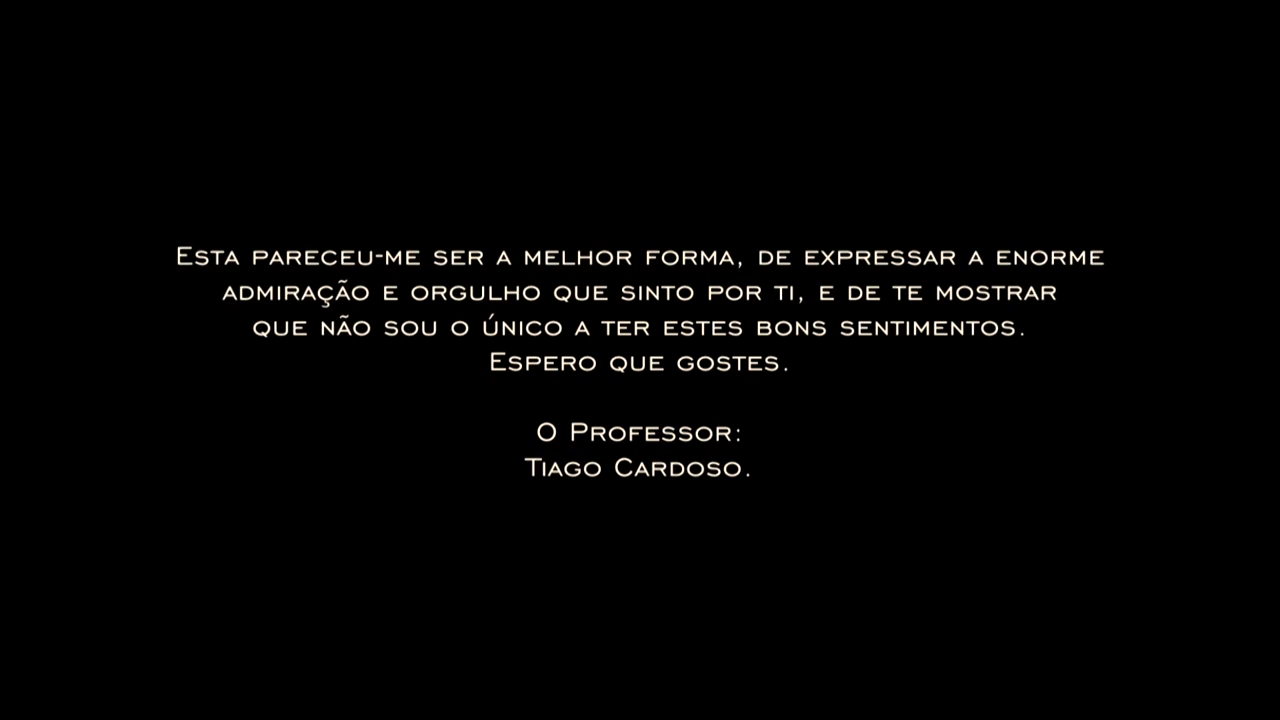 Esta pareceu-me ser a melhor forma, de expressar a enorme
admiração e orgulho que sinto por ti, e de te mostrar
que não sou o único a ter estes bons sentimentos.
Espero que gostes.
O Professor:
Tiago Cardoso.